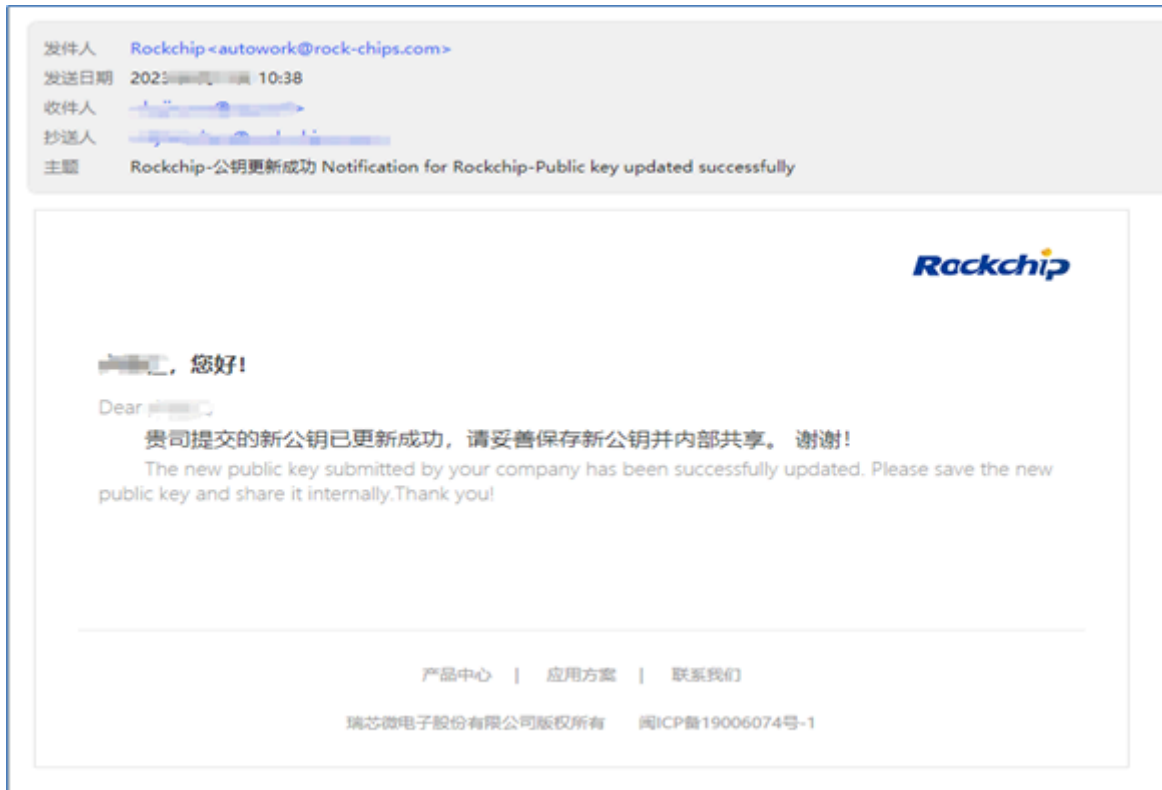 发件人 Rockchip<autowork@rock-chips.com>
发送日期 2023 10:38
收件人
抄送人
主题 Rockchip-公钥更新成功 Notification for Rockchip-Public key updated successfully
Rockchip
，您好！
Dear
贵司提交的新公钥已更新成功，请妥善保存新公钥并内部共享。 谢谢！
The new public key submitted by your company has been successfully updated. Please save the new
public key and share it internally.Thank you!
产品中心 | 应用方案 | 联系我们
瑞芯微电子股份有限公司版权所有 闽ICP备19006074号-1